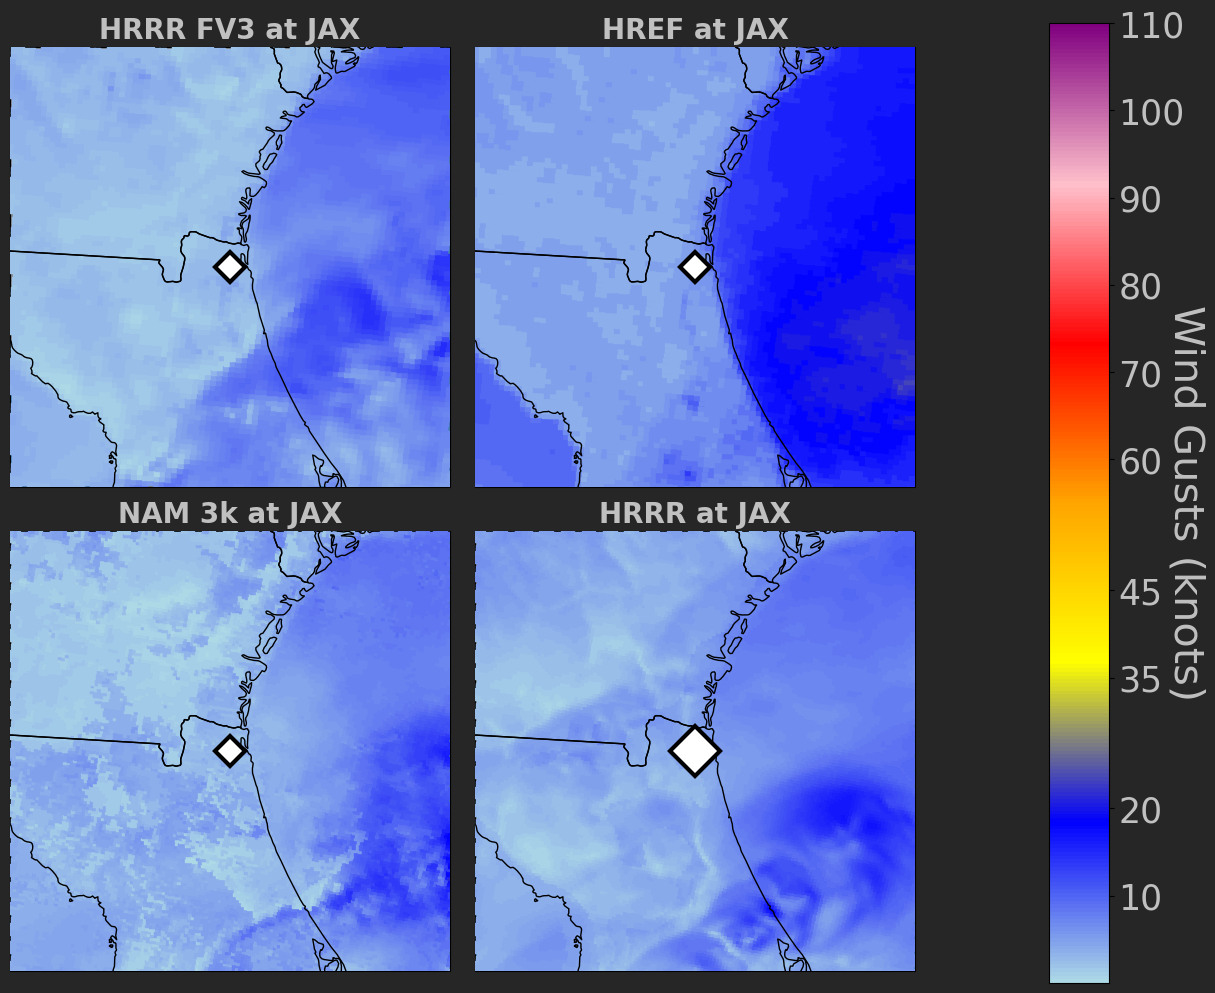 HRRR FV3 at JAX
HREF at JAX
NAM 3k at JAX
HRRR at JAX
110
100
90
80
70
60
45
35
20
10
Wind Gusts (knots)